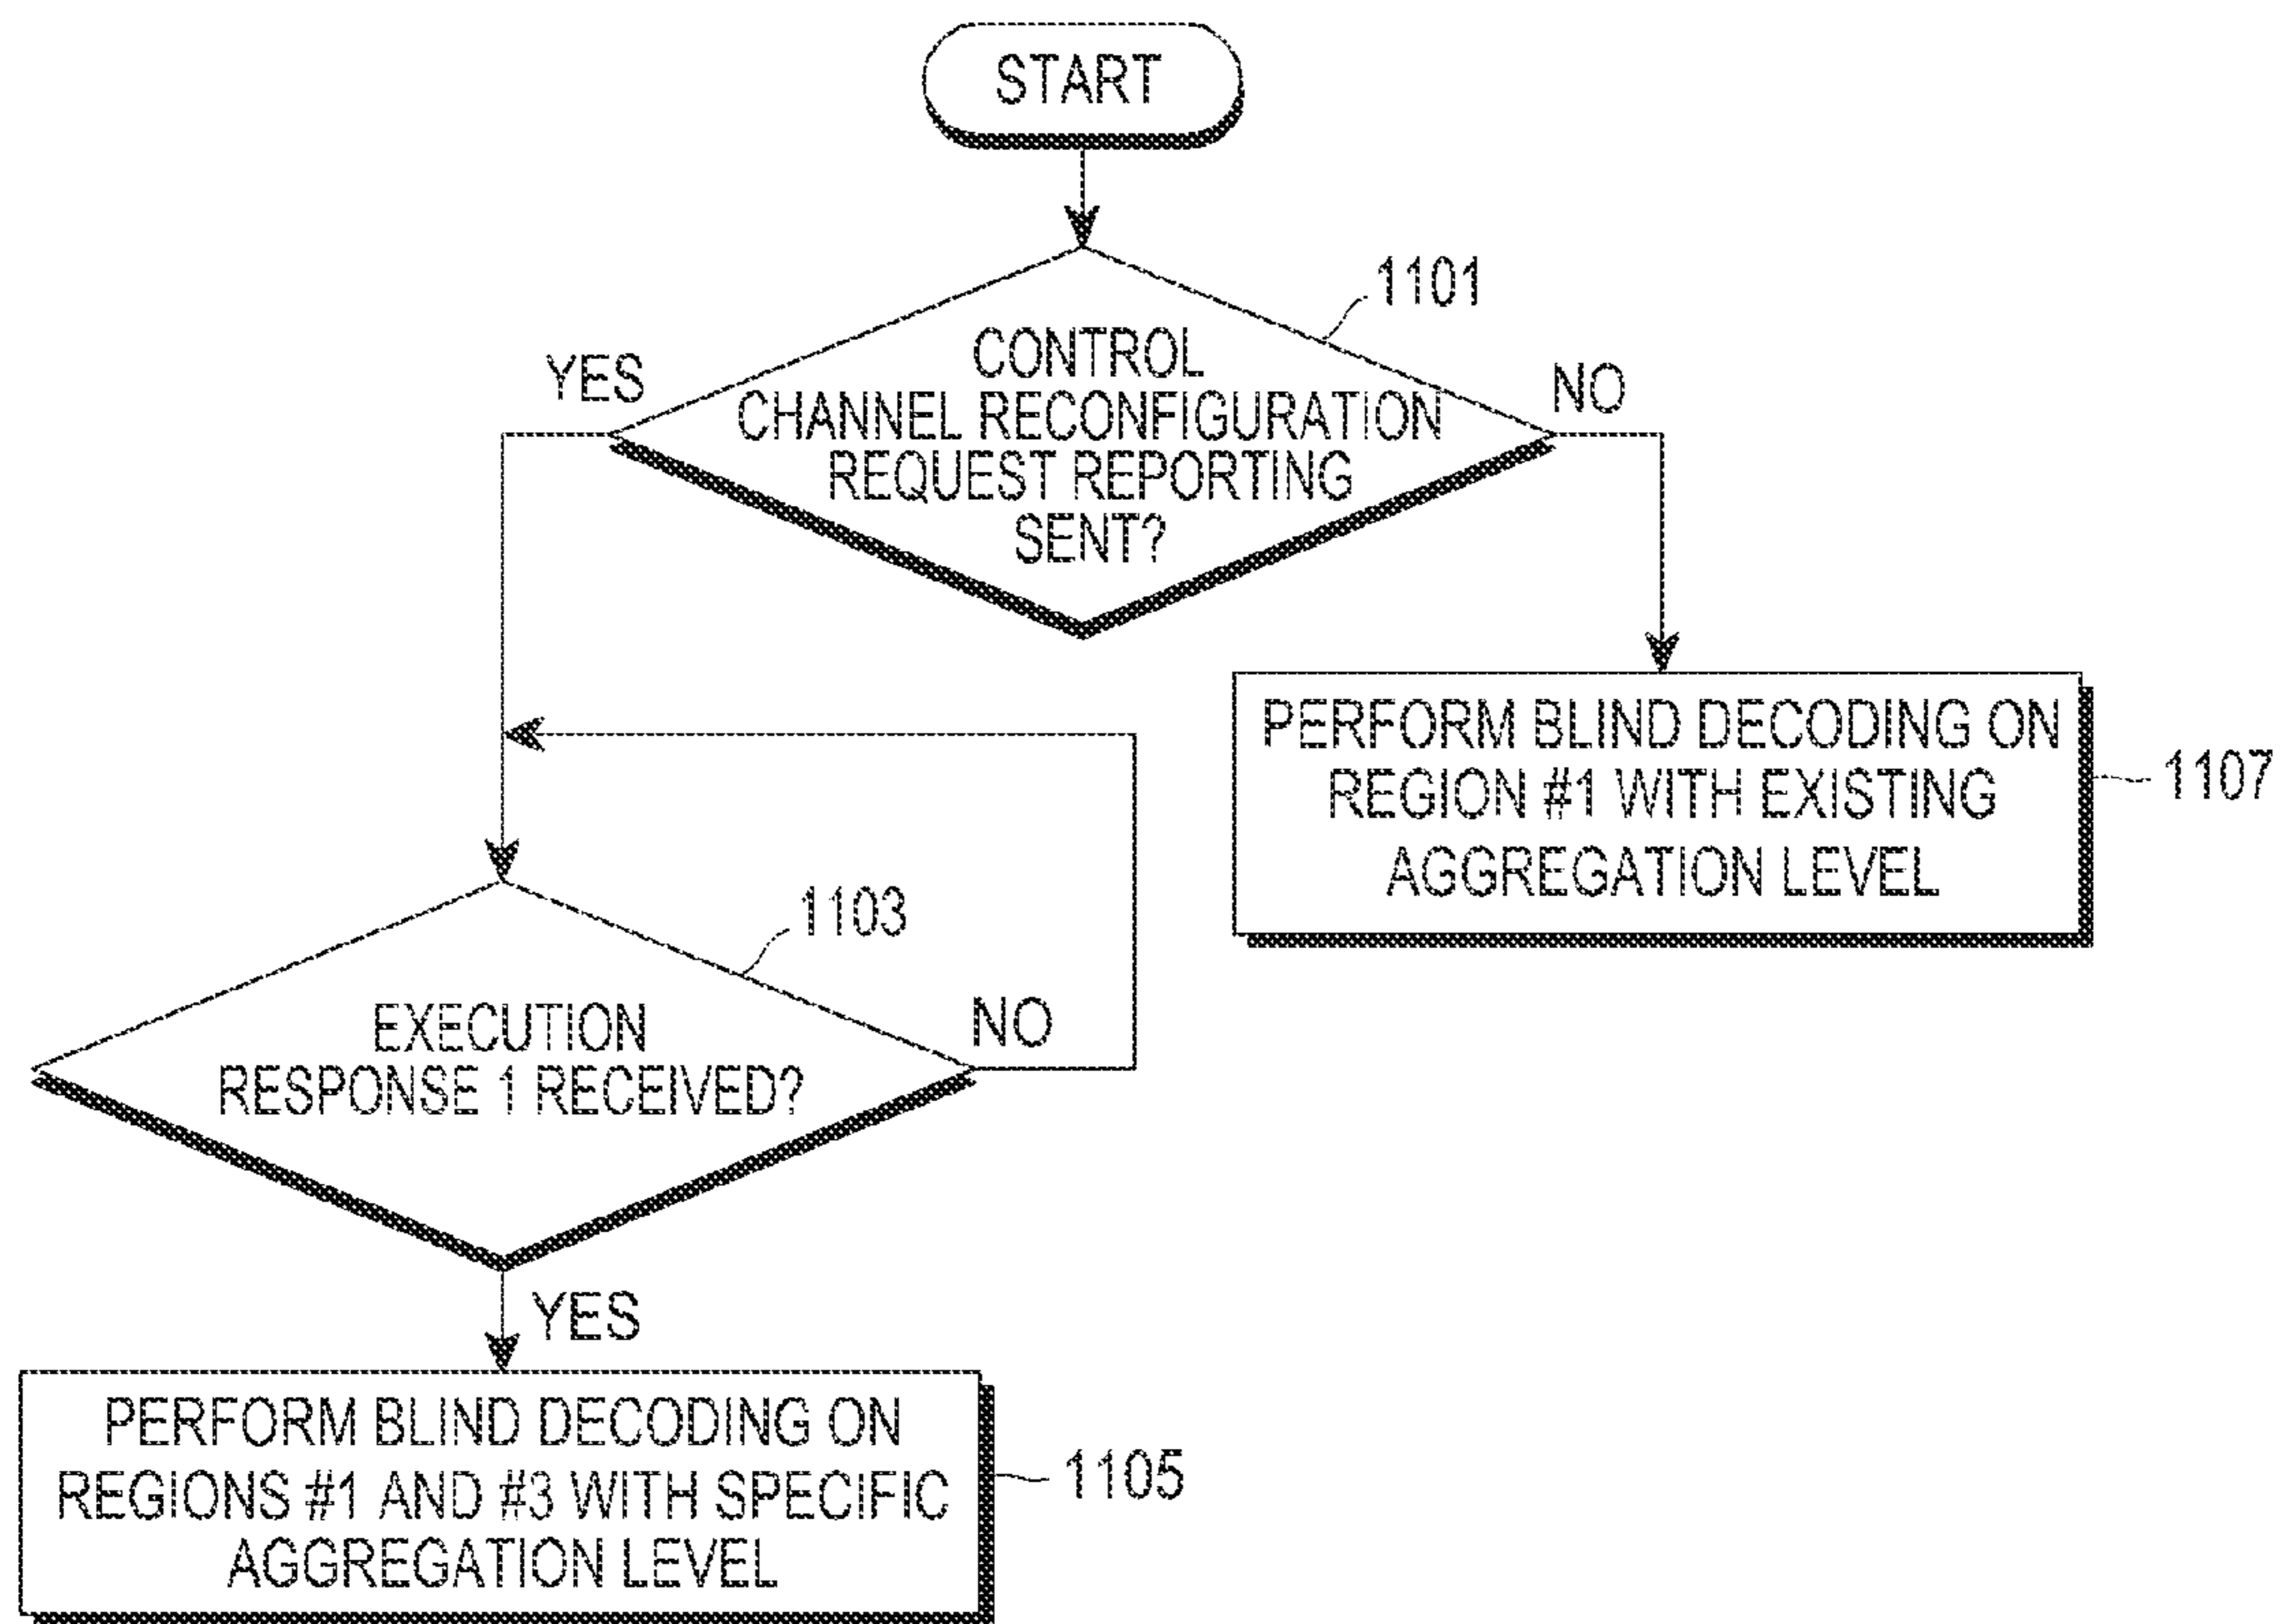 START
1101
CONTROL
CHANNEL RECONFIGURATION
REQUEST REPORTING
SENT?
YES
NO
PERFORM BLIND DECODING ON
REGION #1 WITH EXISTING
AGGREGATION LEVEL
1107
1103
EXECUTION
RESPONSE 1 RECEIVED?
NO
YES
PERFORM BLIND DECODING ON
REGIONS #1 AND #3 WITH SPECIFIC
AGGREGATION LEVEL
1105